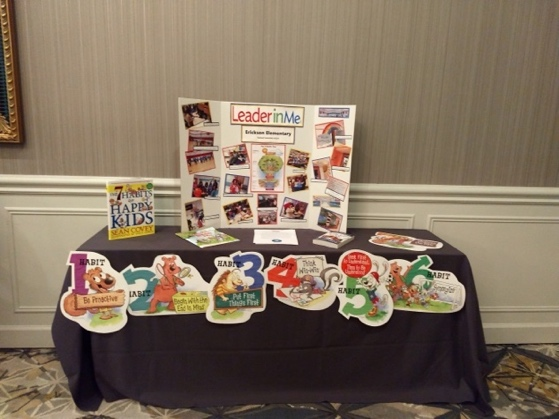 LeaderinMe
Erickson Elementary
7 HABITS
of
HAPPY
KIDS
SEAN COVEY
1
HABIT
Be Proactive
2
HABIT
Begin With the
End in Mind
HABIT
3
Put First
Things First
HABIT
4
Think
Win-Win
HABIT
5
Seek First
to Understand,
Then to Be
Understood
HABIT
6
Synergize